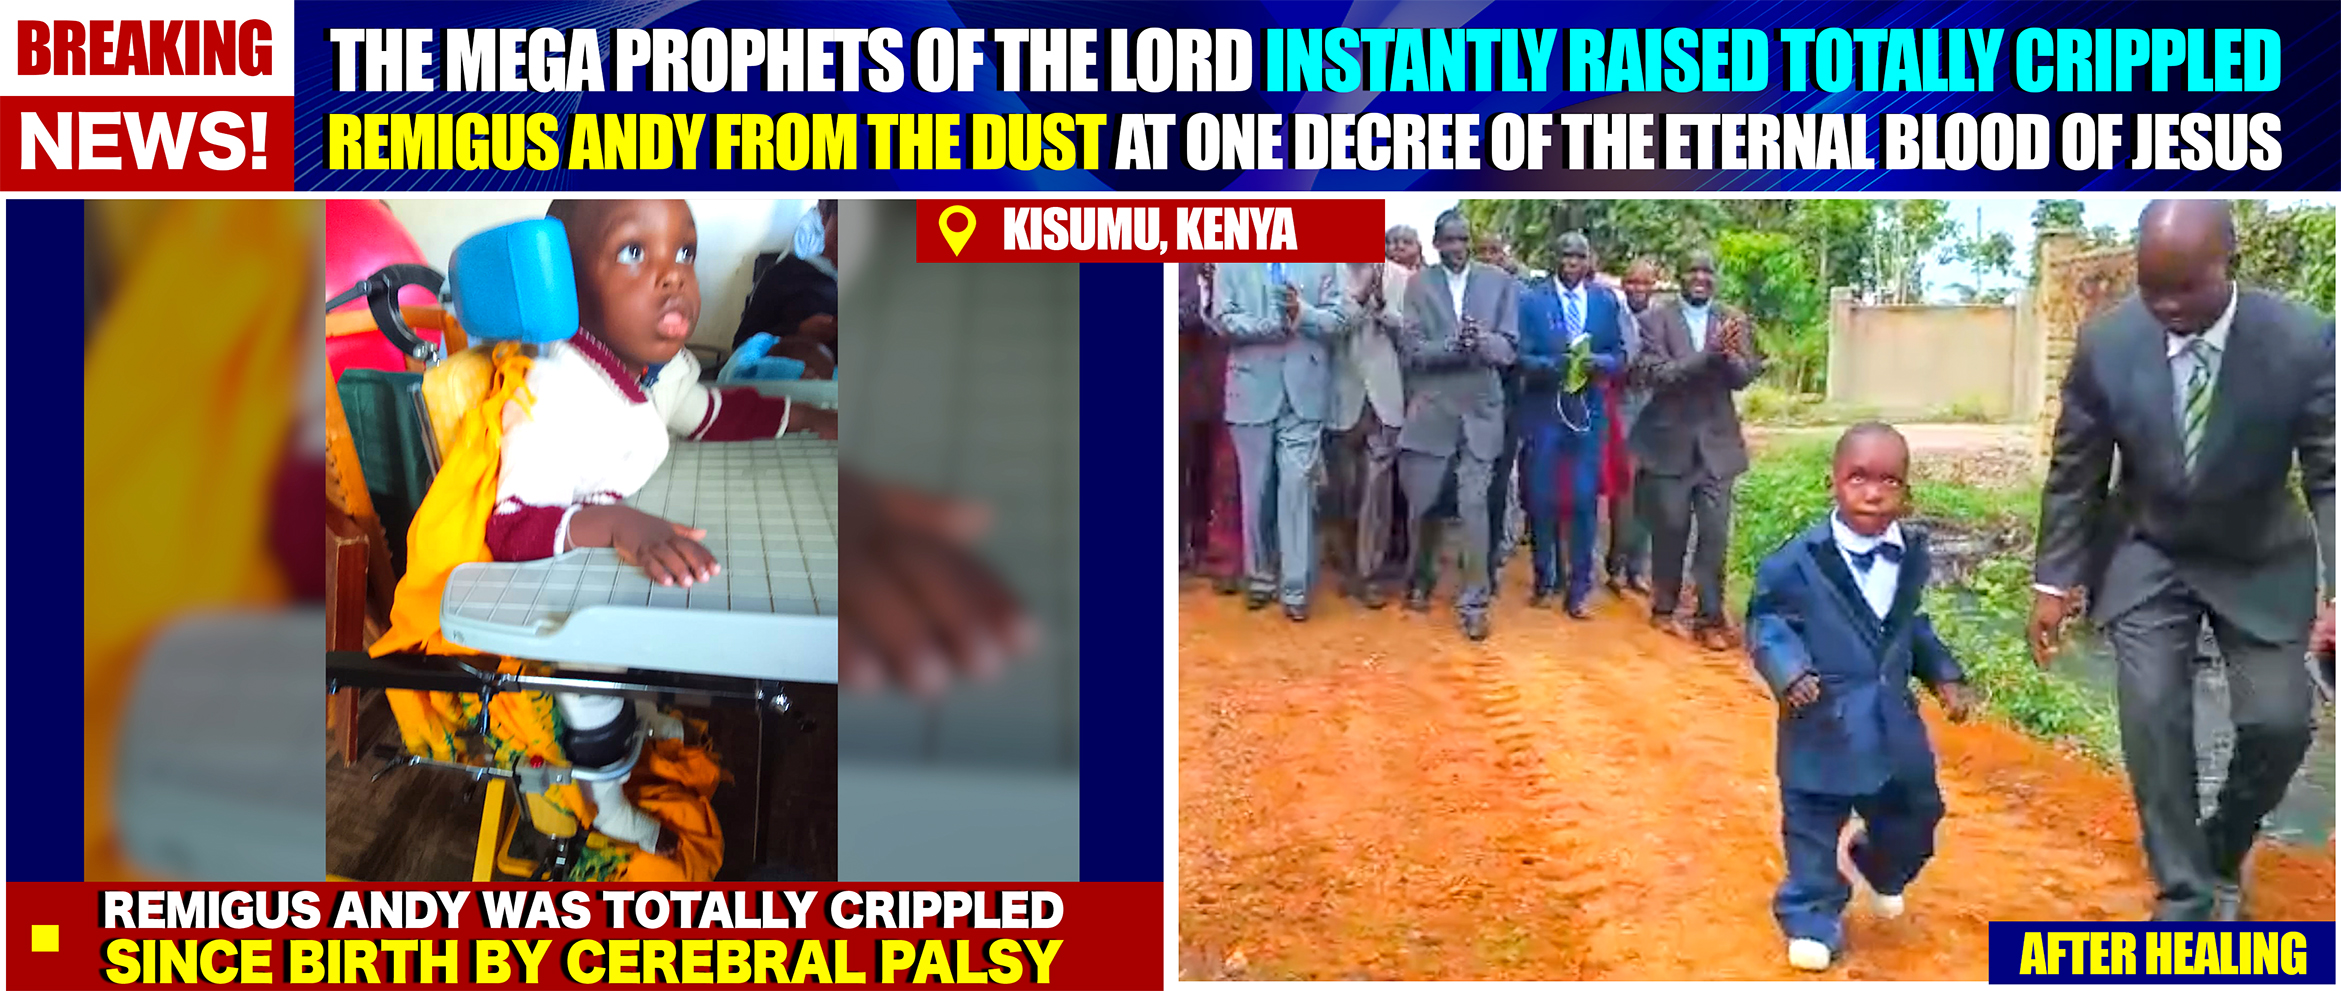 BREAKING
NEWS!
THE MEGA PROPHETS OF THE LORD INSTANTLY RAISED TOTALLY CRIPPLED
REMIGUS ANDY FROM THE DUST AT ONE DECREE OF THE ETERNAL BLOOD OF JESUS
KISUMU, KENYA
REMIGUS ANDY WAS TOTALLY CRIPPLED
SINCE BIRTH BY CEREBRAL PALSY
AFTER HEALING